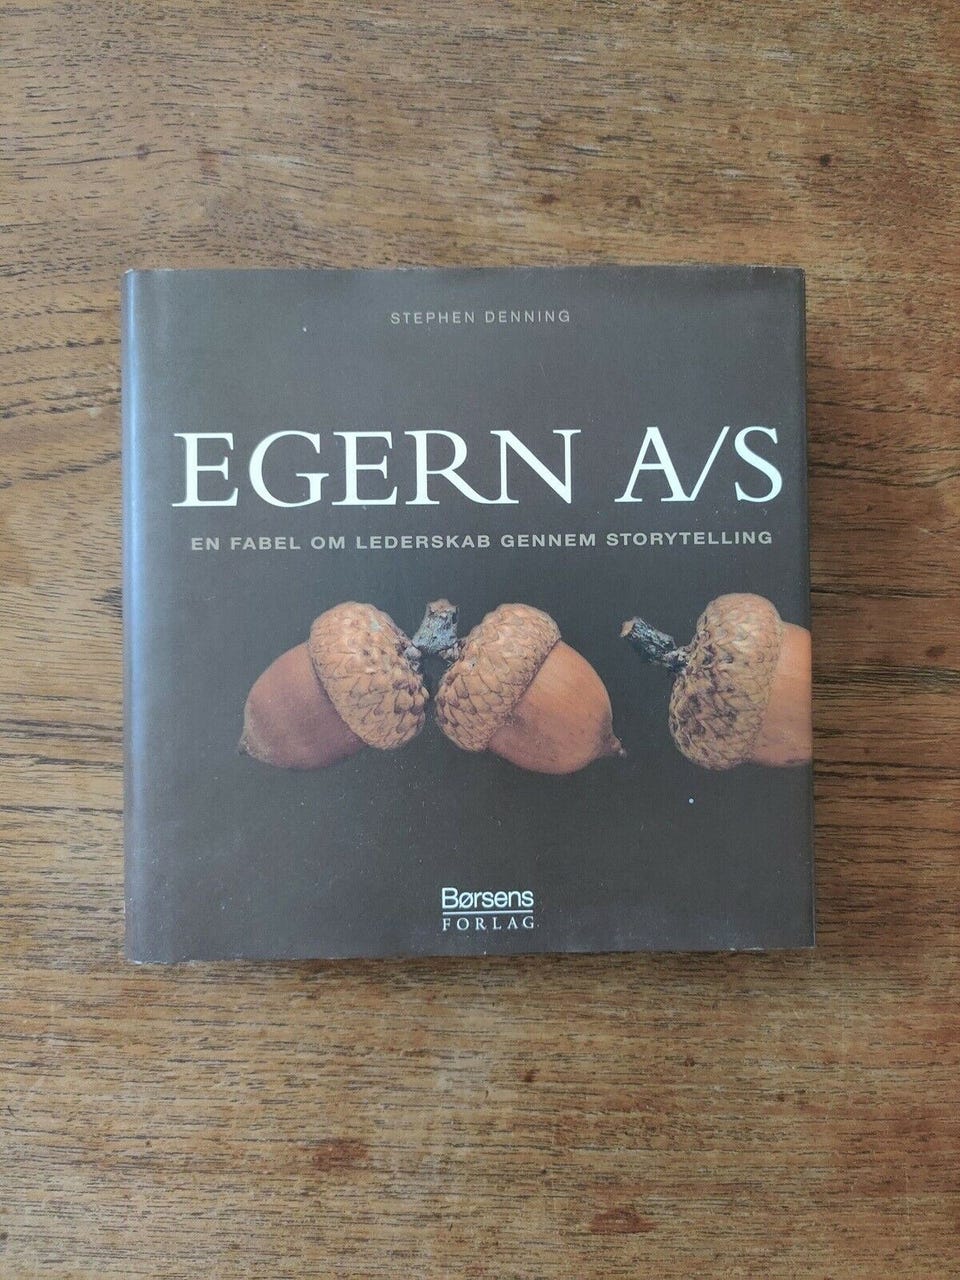 STEPHEN DENNING
EGERN A/S
EN FABEL OM LEDERSKAB GENNEM STORYTELLING
Børsens
FORLAG